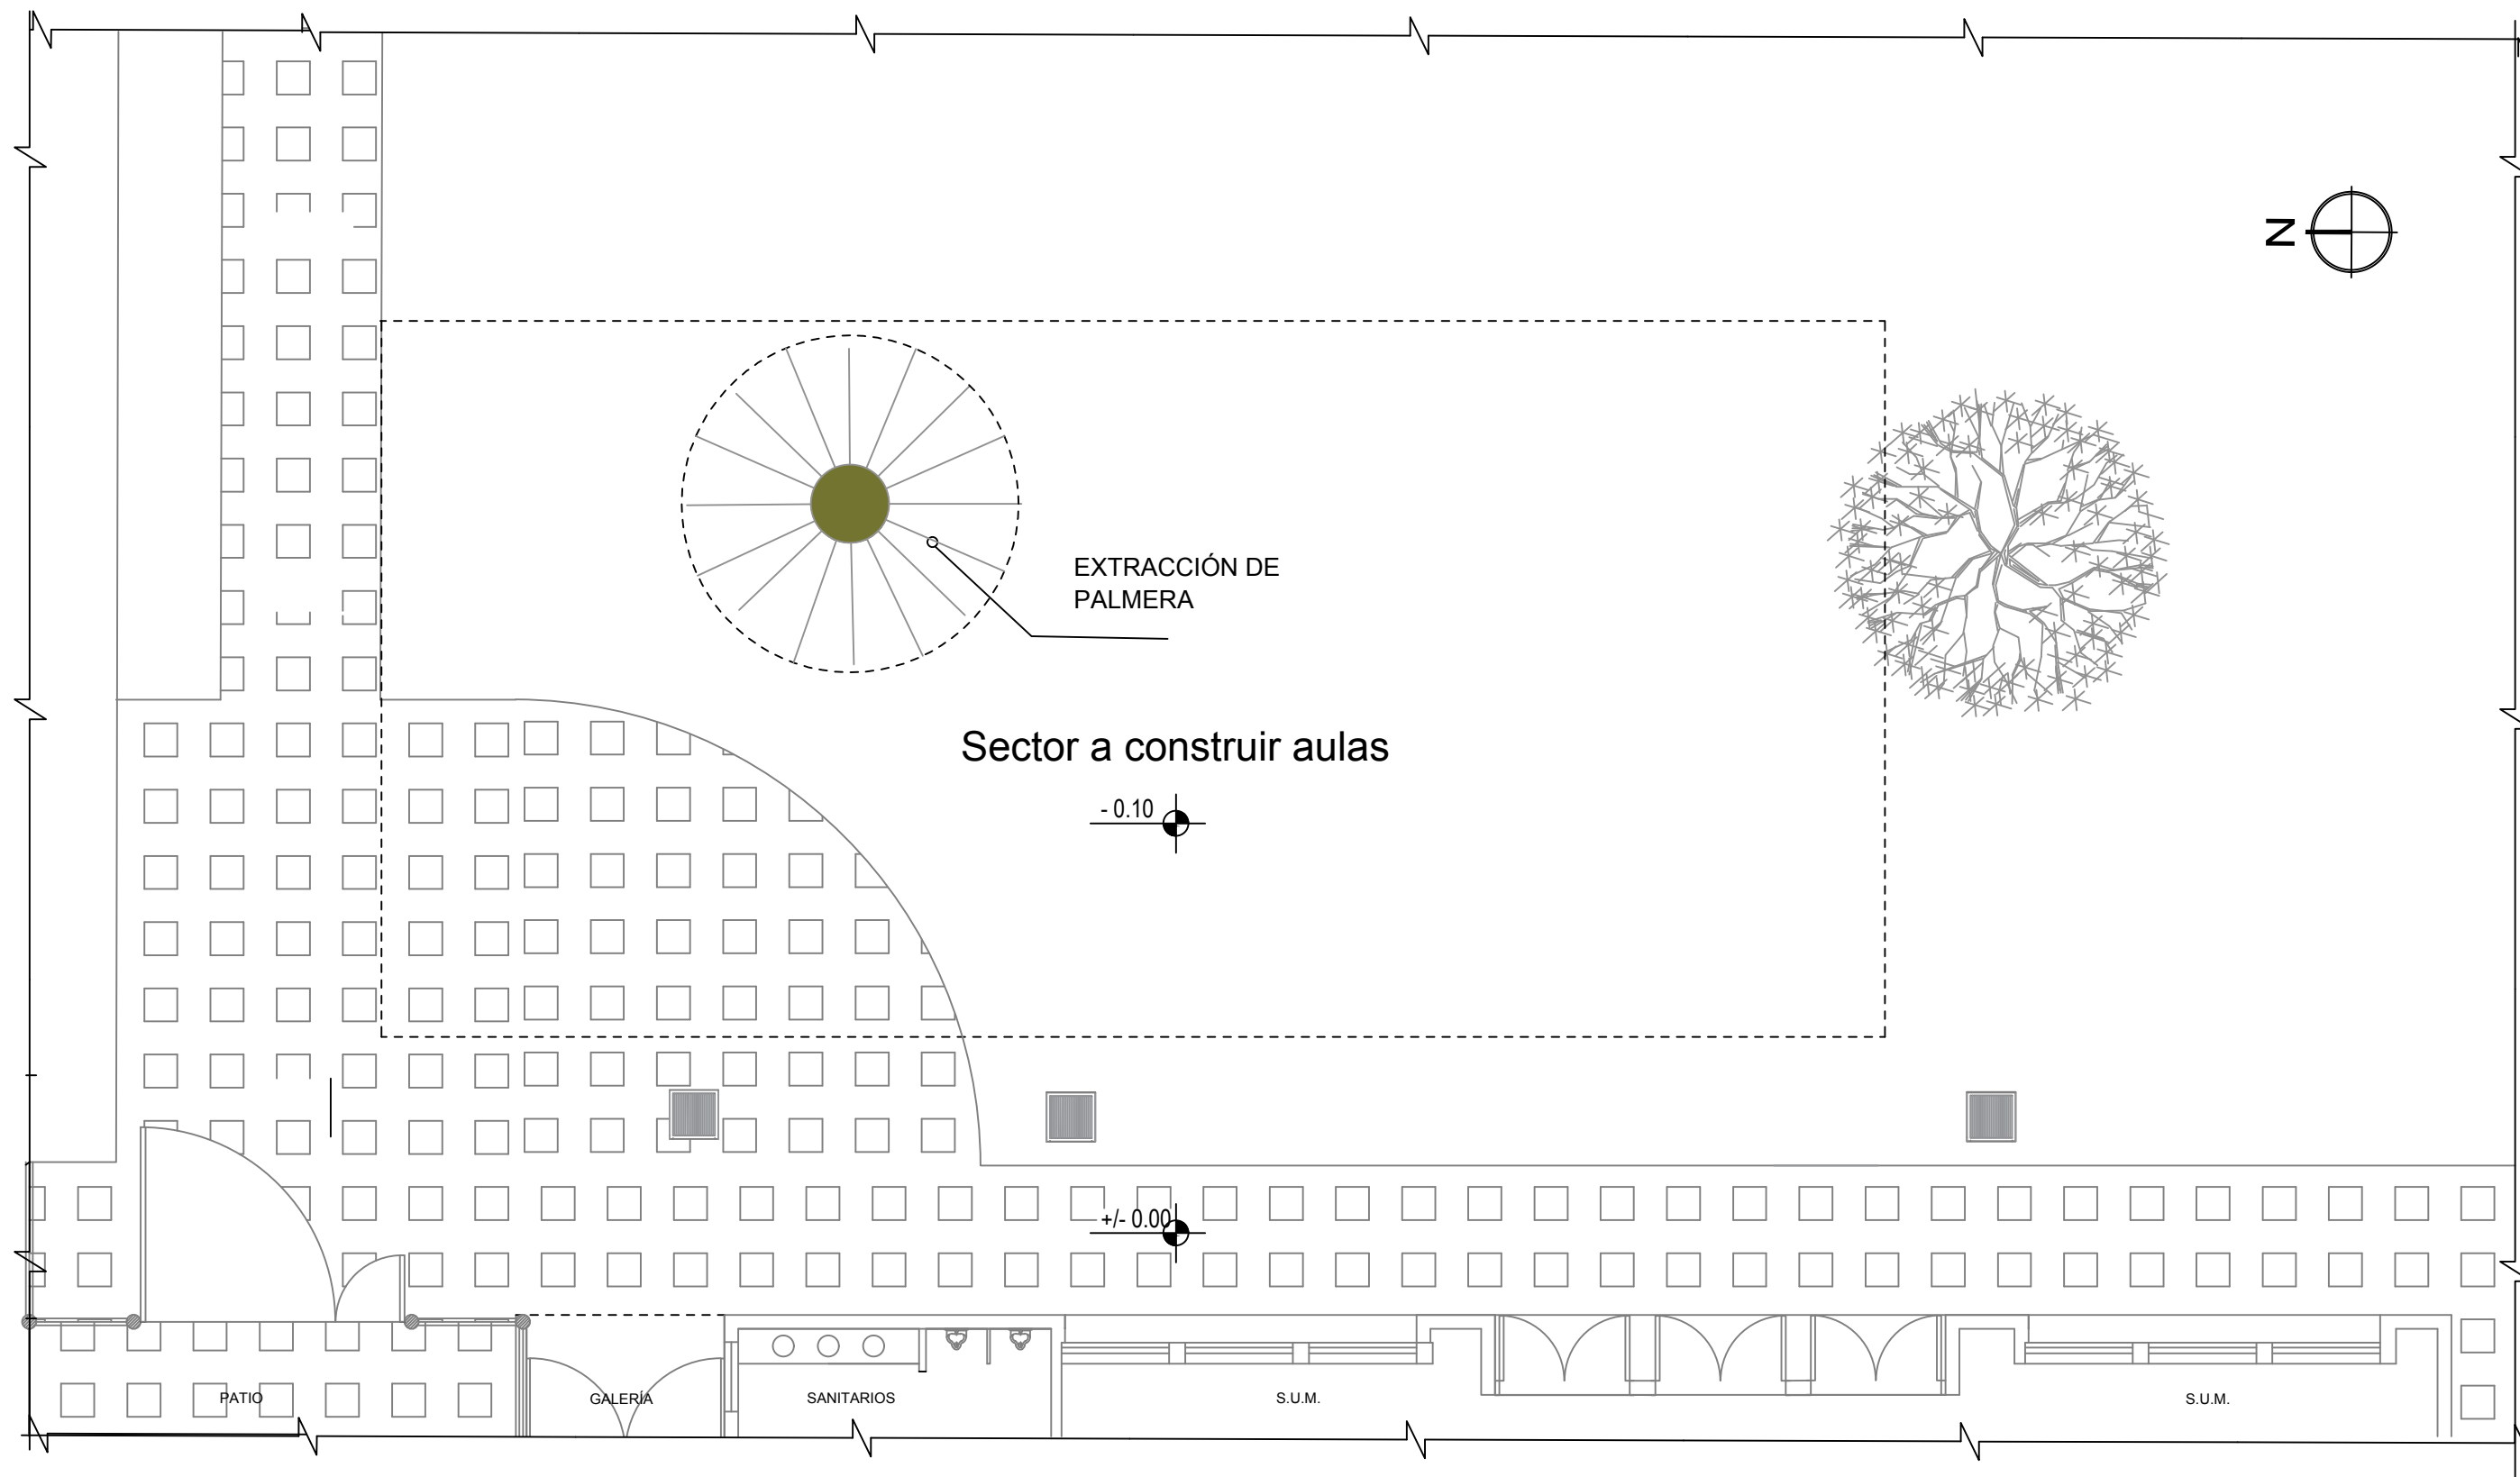 N
EXTRACCIÓN DE
PALMERA
Sector a construir aulas
- 0.10
+/- 0.00
PATIO
GALERÍA
SANITARIOS
S.U.M.
S.U.M.